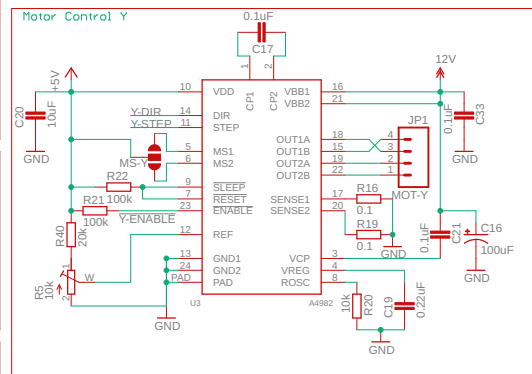 Motor Control Y
0.1uF
C17
1
2
CP1
CP2
+5V
12V
C20
10uF
GND
10
VDD
VBB1
16
VBB2
21
0.1uF
C33
GND
Y-DIR
14
DIR
Y-STEP
11
STEP
MS-Y
5
MS1
6
MS2
OUT1A
18
OUT1B
15
OUT2A
19
OUT2B
22
JP1
4
3
2
1
MOT-Y
R22
100k
9
SLEEP
7
RESET
R21
100k
Y-ENABLE
23
ENABLE
SENSE1
17
R16
0.1
SENSE2
20
R19
0.1
GND
R40
20k
12
REF
R5
10k
1
W
2
13
GND1
24
GND2
PAD
PAD
GND
VCP
3
VREG
4
ROSC
8
0.1uF
C21
C16
+
100uF
GND
U3
A4982
10k
R20
C19
0.22uF
GND